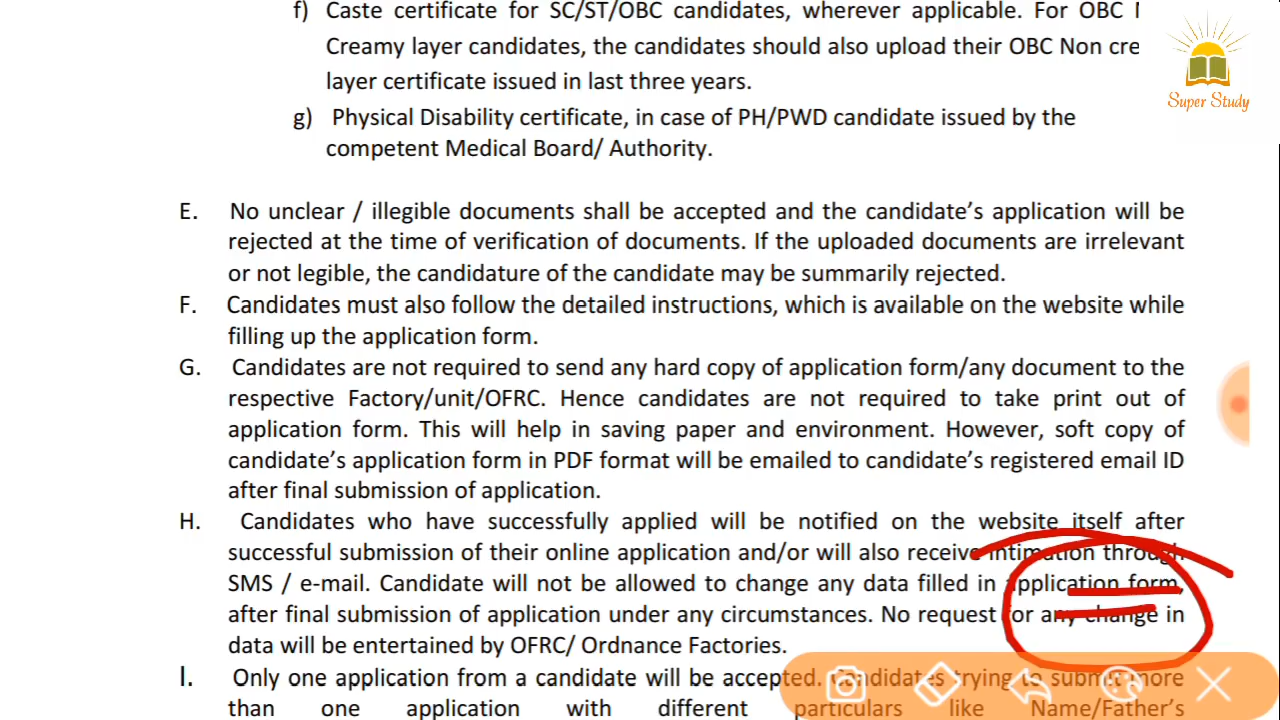 f) Caste certificate for SC/ST/OBC candidates, wherever applicable. For OBC
Creamy layer candidates, the candidates should also upload their OBC Non cre
layer certificate issued in last three years.
Super Study
g) Physical Disability certificate, in case of PH/PWD candidate issued by the
competent Medical Board/ Authority.
E. No unclear / illegible documents shall be accepted and the candidate’s application will be
rejected at the time of verification of documents. If the uploaded documents are irrelevant
or not legible, the candidature of the candidate may be summarily rejected.
F. Candidates must also follow the detailed instructions, which is available on the website while
filling up the application form.
G. Candidates are not required to send any hard copy of application form/any document to the
respective Factory/unit/OFRC. Hence candidates are not required to take print out of
application form. This will help in saving paper and environment. However, soft copy of
candidate’s application form in PDF format will be emailed to candidate’s registered email ID
after final submission of application.
H. Candidates who have successfully applied will be notified on the website itself after
successful submission of their online application and/or will also receive intimation through
SMS / e-mail. Candidate will not be allowed to change any data filled in application form,
after final submission of application under any circumstances. No request for any change in
data will be entertained by OFRC/ Ordnance Factories.
I. Only one application from a candidate will be accepted. Candidates trying to submit more
than one application with different particulars like Name/Father’s